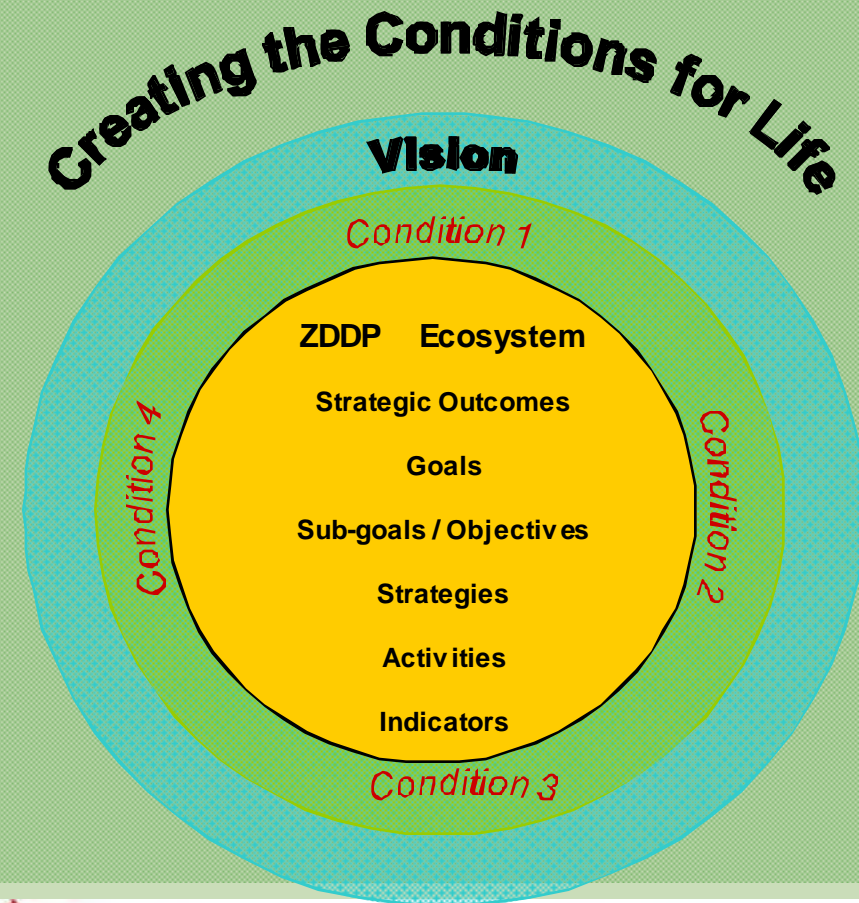 Creating the Conditions for Life
Vision
Condition 1
ZDDP Ecosystem
Strategic Outcomes
Goals
Sub-goals / Objectives
Strategies
Activities
Indicators
Condition 4
Condition 2
Condition 3